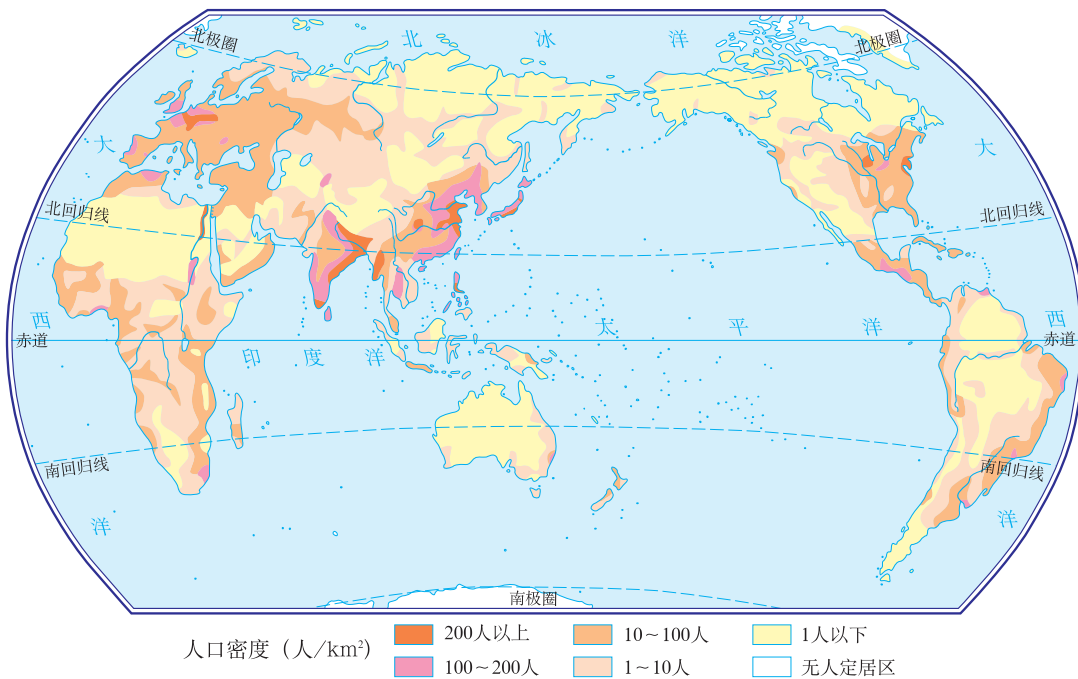 北冰洋
北极圈
北极圈
大
大
北回归线
北回归线
西
太平洋
西
赤道
赤道
印度洋
南回归线
南回归线
洋
洋
南极圈
人口密度（人/km²）
200人以上
10～100人
1人以下
100～200人
1～10人
无人定居区